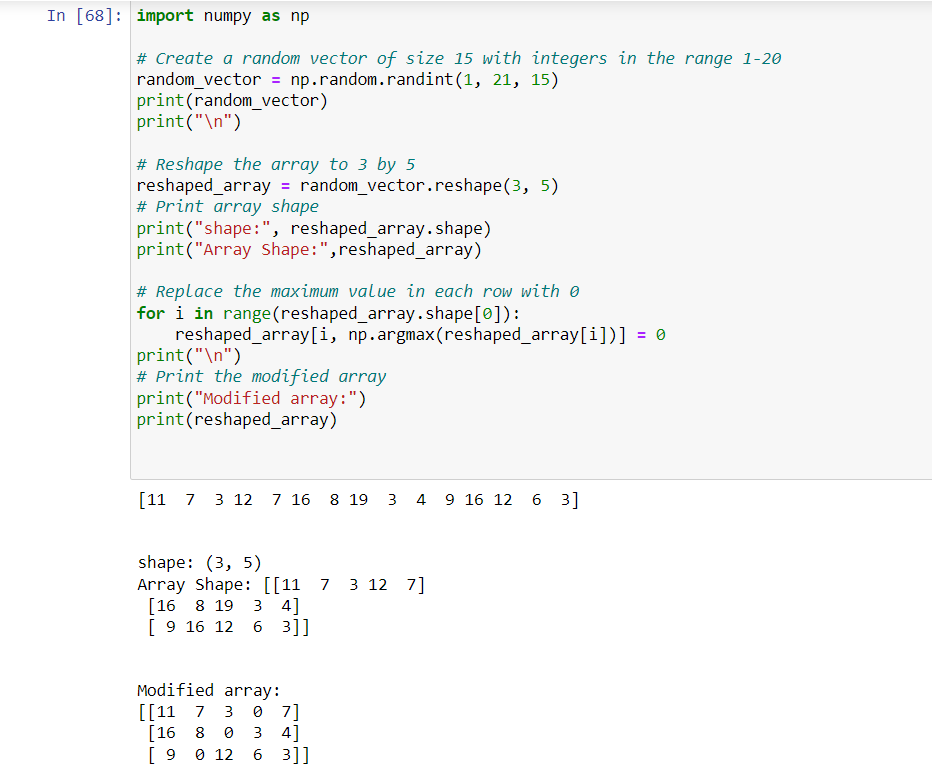 In [68]: import numpy as np
# Create a random vector of size 15 with integers in the range 1-20
random_vector = np.random.randint(1, 21, 15)
print(random_vector)
print("\n")
# Reshape the array to 3 by 5
reshaped_array = random_vector.reshape(3, 5)
# Print array shape
print("shape:", reshaped_array.shape)
print("Array Shape:",reshaped_array)
# Replace the maximum value in each row with 0
for i in range(reshaped_array.shape[0]):
    reshaped_array[i, np.argmax(reshaped_array[i])] = 0
print("\n")
# Print the modified array
print("Modified array:")
print(reshaped_array)
[11  7  3 12  7 16  8 19  3  4  9 16 12  6  3]
shape: (3, 5)
Array Shape: [[11  7  3 12  7]
 [16  8 19  3  4]
 [ 9 16 12  6  3]]
Modified array:
[[11  7  3  0  7]
 [16  8  0  3  4]
 [ 9  0 12  6  3]]